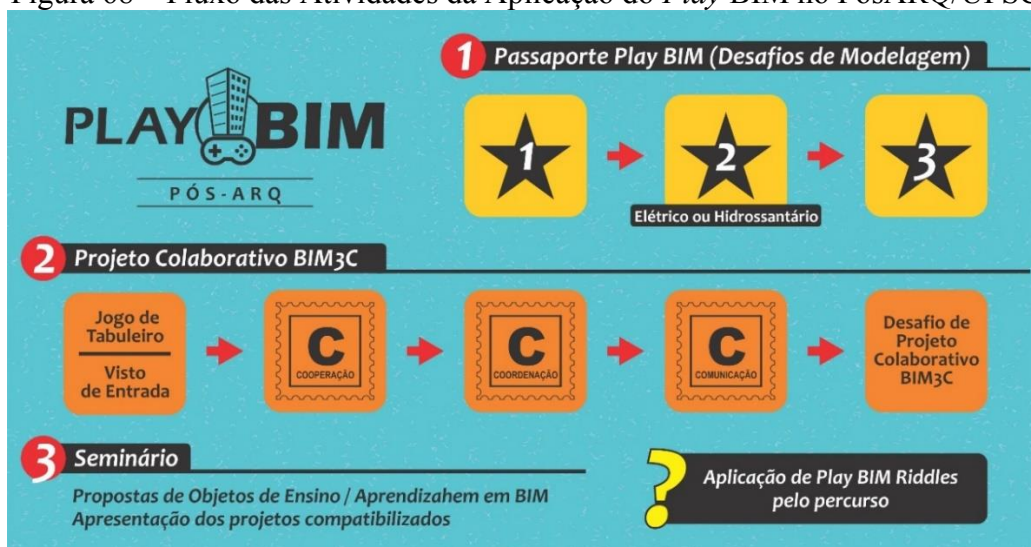 Figura 68 – Fluxo das Atividades da Aplicação do Play BIM no PósARQ/UFSC
1 Passaporte Play BIM (Desafios de Modelagem)
PLAY BIM
PÓS-ARQ
1
2
3
Elétrico ou Hidrossantário
2 Projeto Colaborativo BIM3C
Jogo de
Tabuleiro
Visto
de Entrada
C
COOPERAÇÃO
C
COORDENAÇÃO
C
COMUNICAÇÃO
Desafio de
Projeto
Colaborativo
BIM3C
3 Seminário
Propostas de Objetos de Ensino / Aprendizahem em BIM
Apresentação dos projetos compatibilizados
?
Aplicação de Play BIM Riddles
pelo percurso